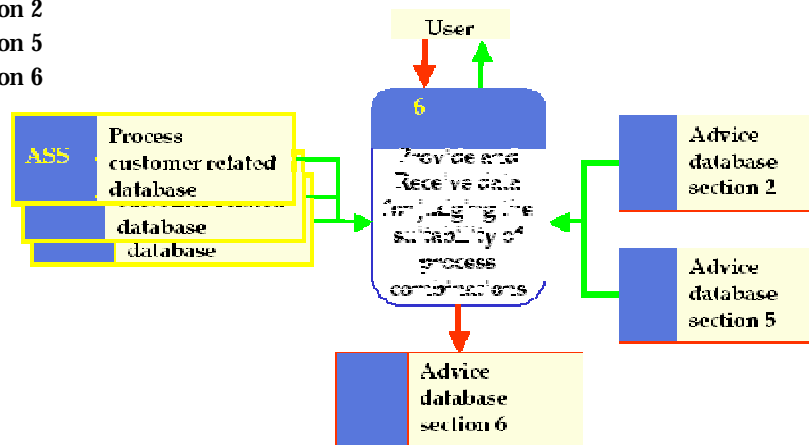 on 2
on 5
on 6
User
6
ASS
Process
customer related
database
database
database
Provide and
Receive data
for judging the
suitability of
process
combinations
Advice
database
section 2
Advice
database
section 5
Advice
database
section 6